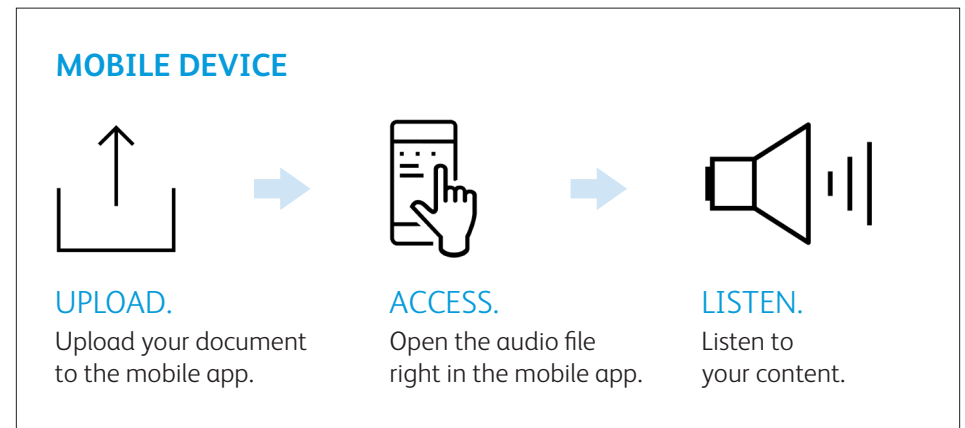 MOBILE DEVICE
UPLOAD.
Upload your document
to the mobile app.
ACCESS.
Open the audio file
right in the mobile app.
LISTEN.
Listen to
your content.